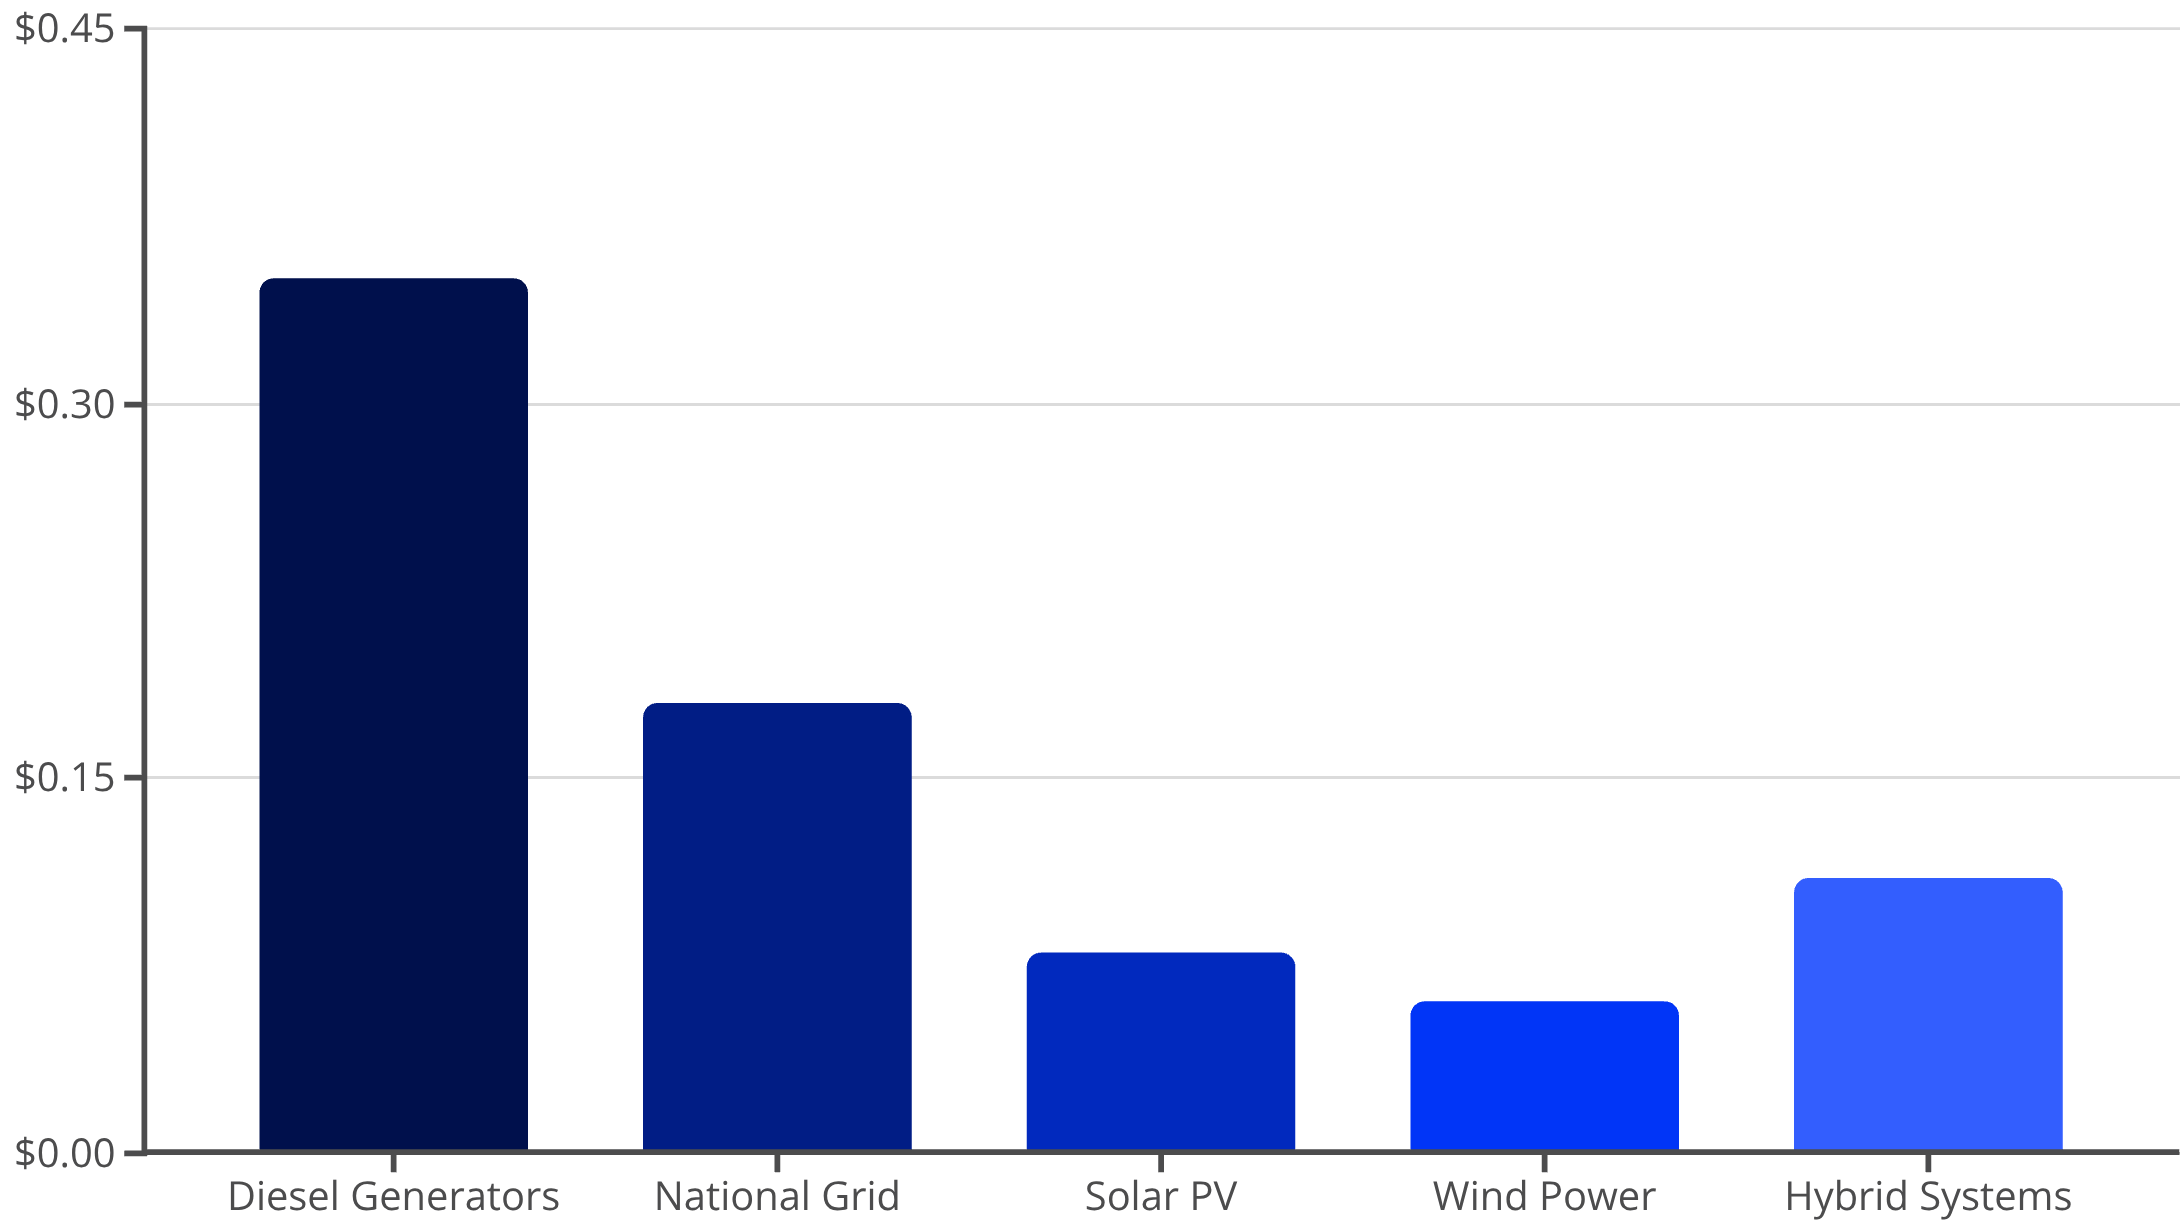 $0.45
$0.30
$0.15
$0.00
Diesel Generators National Grid Solar PV Wind Power Hybrid Systems